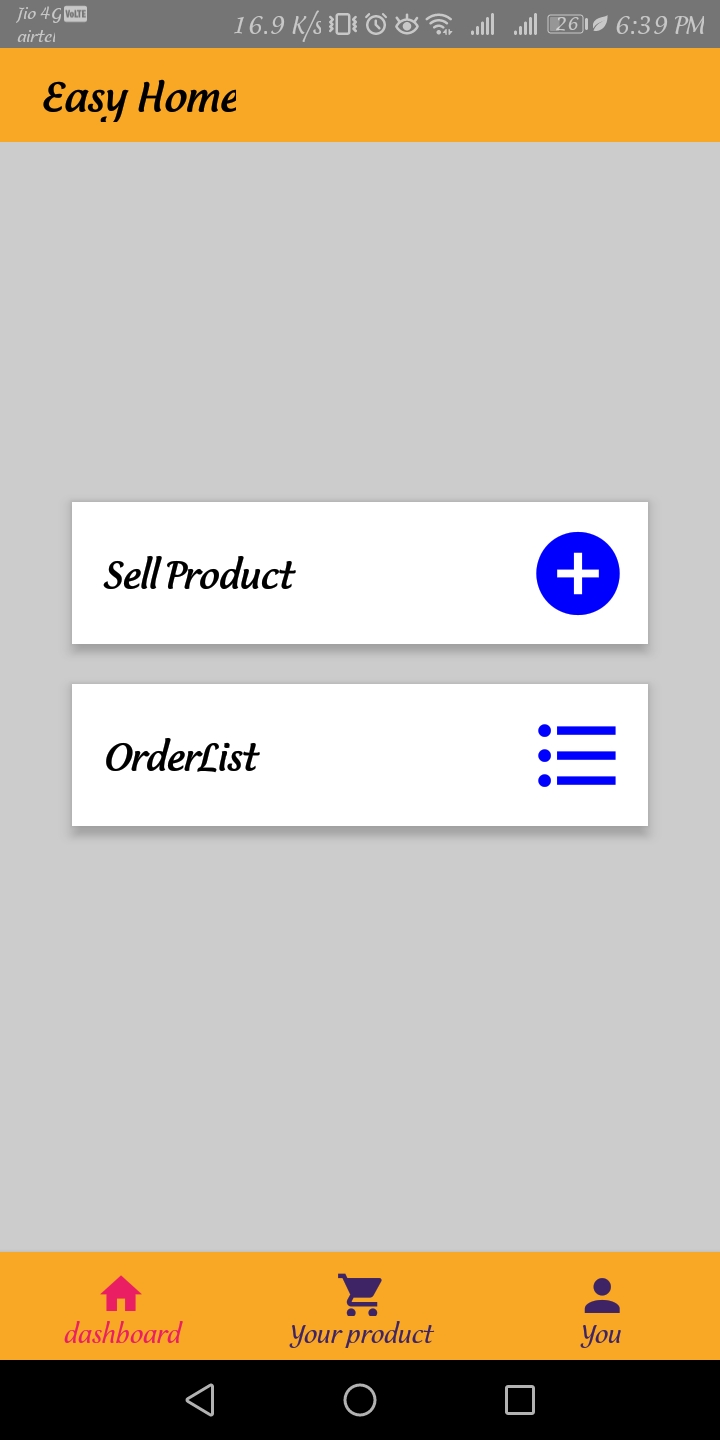 Jio 4G VoLTE
airtel
16.9 K/s 26 6:39 PM
Easy Home
Sell Product
OrderList
dashboard
Your product
You